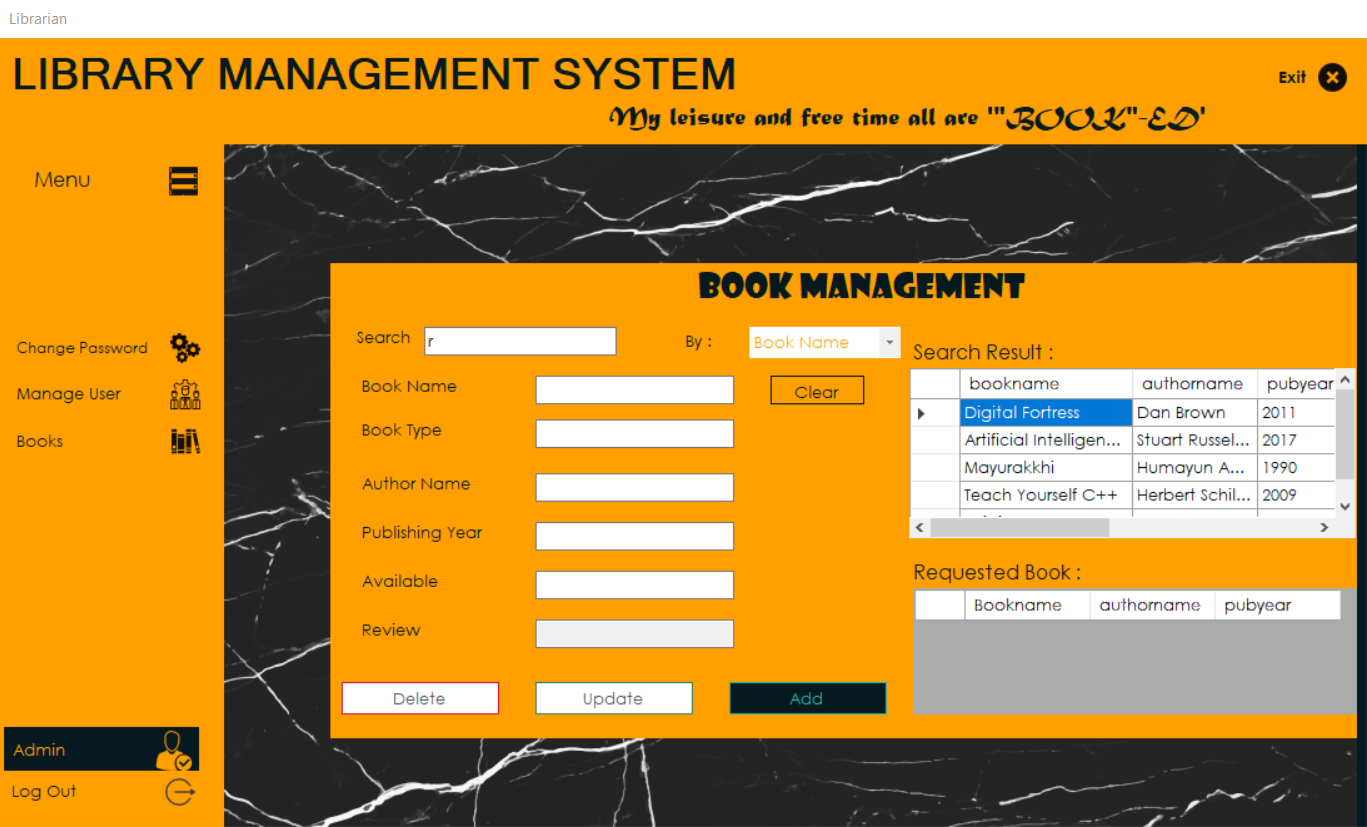 Librarian
LIBRARY MANAGEMENT SYSTEM
Exit
My leisure and free time all are '"BOOK"-ED'
Menu
Change Password
Manage User
Books
Admin
Log Out
BOOK MANAGEMENT
Search r By : Book Name
Book Name
Clear
Book Type
Author Name
Publishing Year
Available
Review
Delete Update Add
Search Result :
bookname authorname pubyear
Digital Fortress Dan Brown 2011
Artificial Intelligen... Stuart Russel... 2017
Mayurakkhi Humayun A... 1990
Teach Yourself C++ Herbert Schil... 2009
Requested Book :
Bookname authorname pubyear